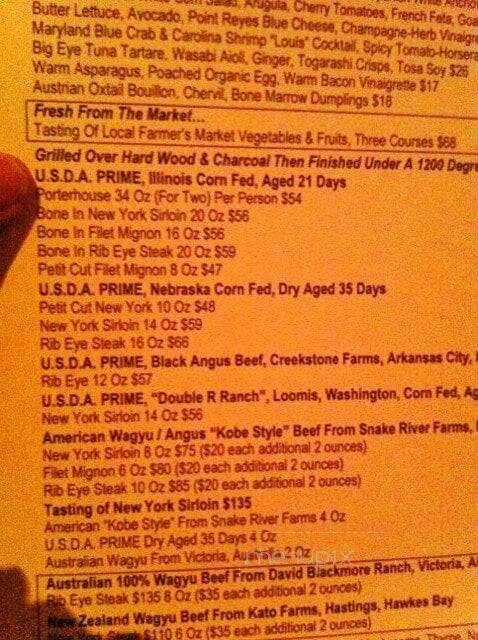 Arugula, Cherry Tomatoes, French Feta,
Butter Lettuce, Avocado, Point Reyes Blue Cheese, Champagne-Herb
Maryland Blue Crab & Carolina Shrimp "Louis" Cocktail, Spicy
Big Eye Tuna Tartare, Wasabi Aioli, Ginger, Togarashi Crisps, Tosa Soy $26
Warm Asparagus, Poached Organic Egg, Warm Bacon Vinaigrette $17
Austrian Oxtail Bouillon, Chervil, Bone Marrow Dumplings $18
Fresh From The Market...
Tasting Of Local Farmer's Market Vegetables & Fruits, Three Courses $68
Grilled Over Hard Wood & Charcoal Then Finished Under A 1200 Degre
U.S.D.A. PRIME, Illinois Corn Fed, Aged 21 Days
Porterhouse 34 Oz (For Two) Per Person $54
Bone In New York Sirloin 20 Oz $56
Bone In Filet Mignon 16 Oz $56
Bone In Rib Eye Steak 20 Oz $59
Petit Cut Filet Mignon 8 Oz $47
U.S.D.A. PRIME, Nebraska Corn Fed, Dry Aged 35 Days
Petit Cut New York 10 Oz $48
New York Sirloin 14 Oz $59
Rib Eye Steak 16 Oz $66
U.S.D.A. PRIME, Black Angus Beef, Creekstone Farms, Arkansas City,
Rib Eye 12 Oz $57
U.S.D.A. PRIME, "Double R Ranch", Loomis, Washington, Corn Fed, Ag
New York Sirloin 14 Oz $56
American Wagyu / Angus "Kobe Style" Beef From Snake River Farms,
New York Sirloin 8 Oz $75 ($20 each additional 2 ounces)
Filet Mignon 6 Oz $80 ($20 each additional 2 ounces)
Rib Eye Steak 10 Oz $85 ($20 each additional 2 ounces)
Tasting of New York Sirloin $135
American "Kobe Style" From Snake River Farms 4 Oz
U.S.D.A. PRIME Dry Aged 35 Days 4 Oz
Australian Wagyu From Victoria, 2 Oz
menupix
Australian 100% Wagyu Beef From David Blackmore Ranch, Victoria,
Rib Eye Steak $135 8 Oz ($35 each additional 2 ounces)
New Zealand Wagyu Beef From Kato Farms, Hastings, Hawkes Bay
New York Steak $110 6 Oz ($35 each additional 2 ounces)